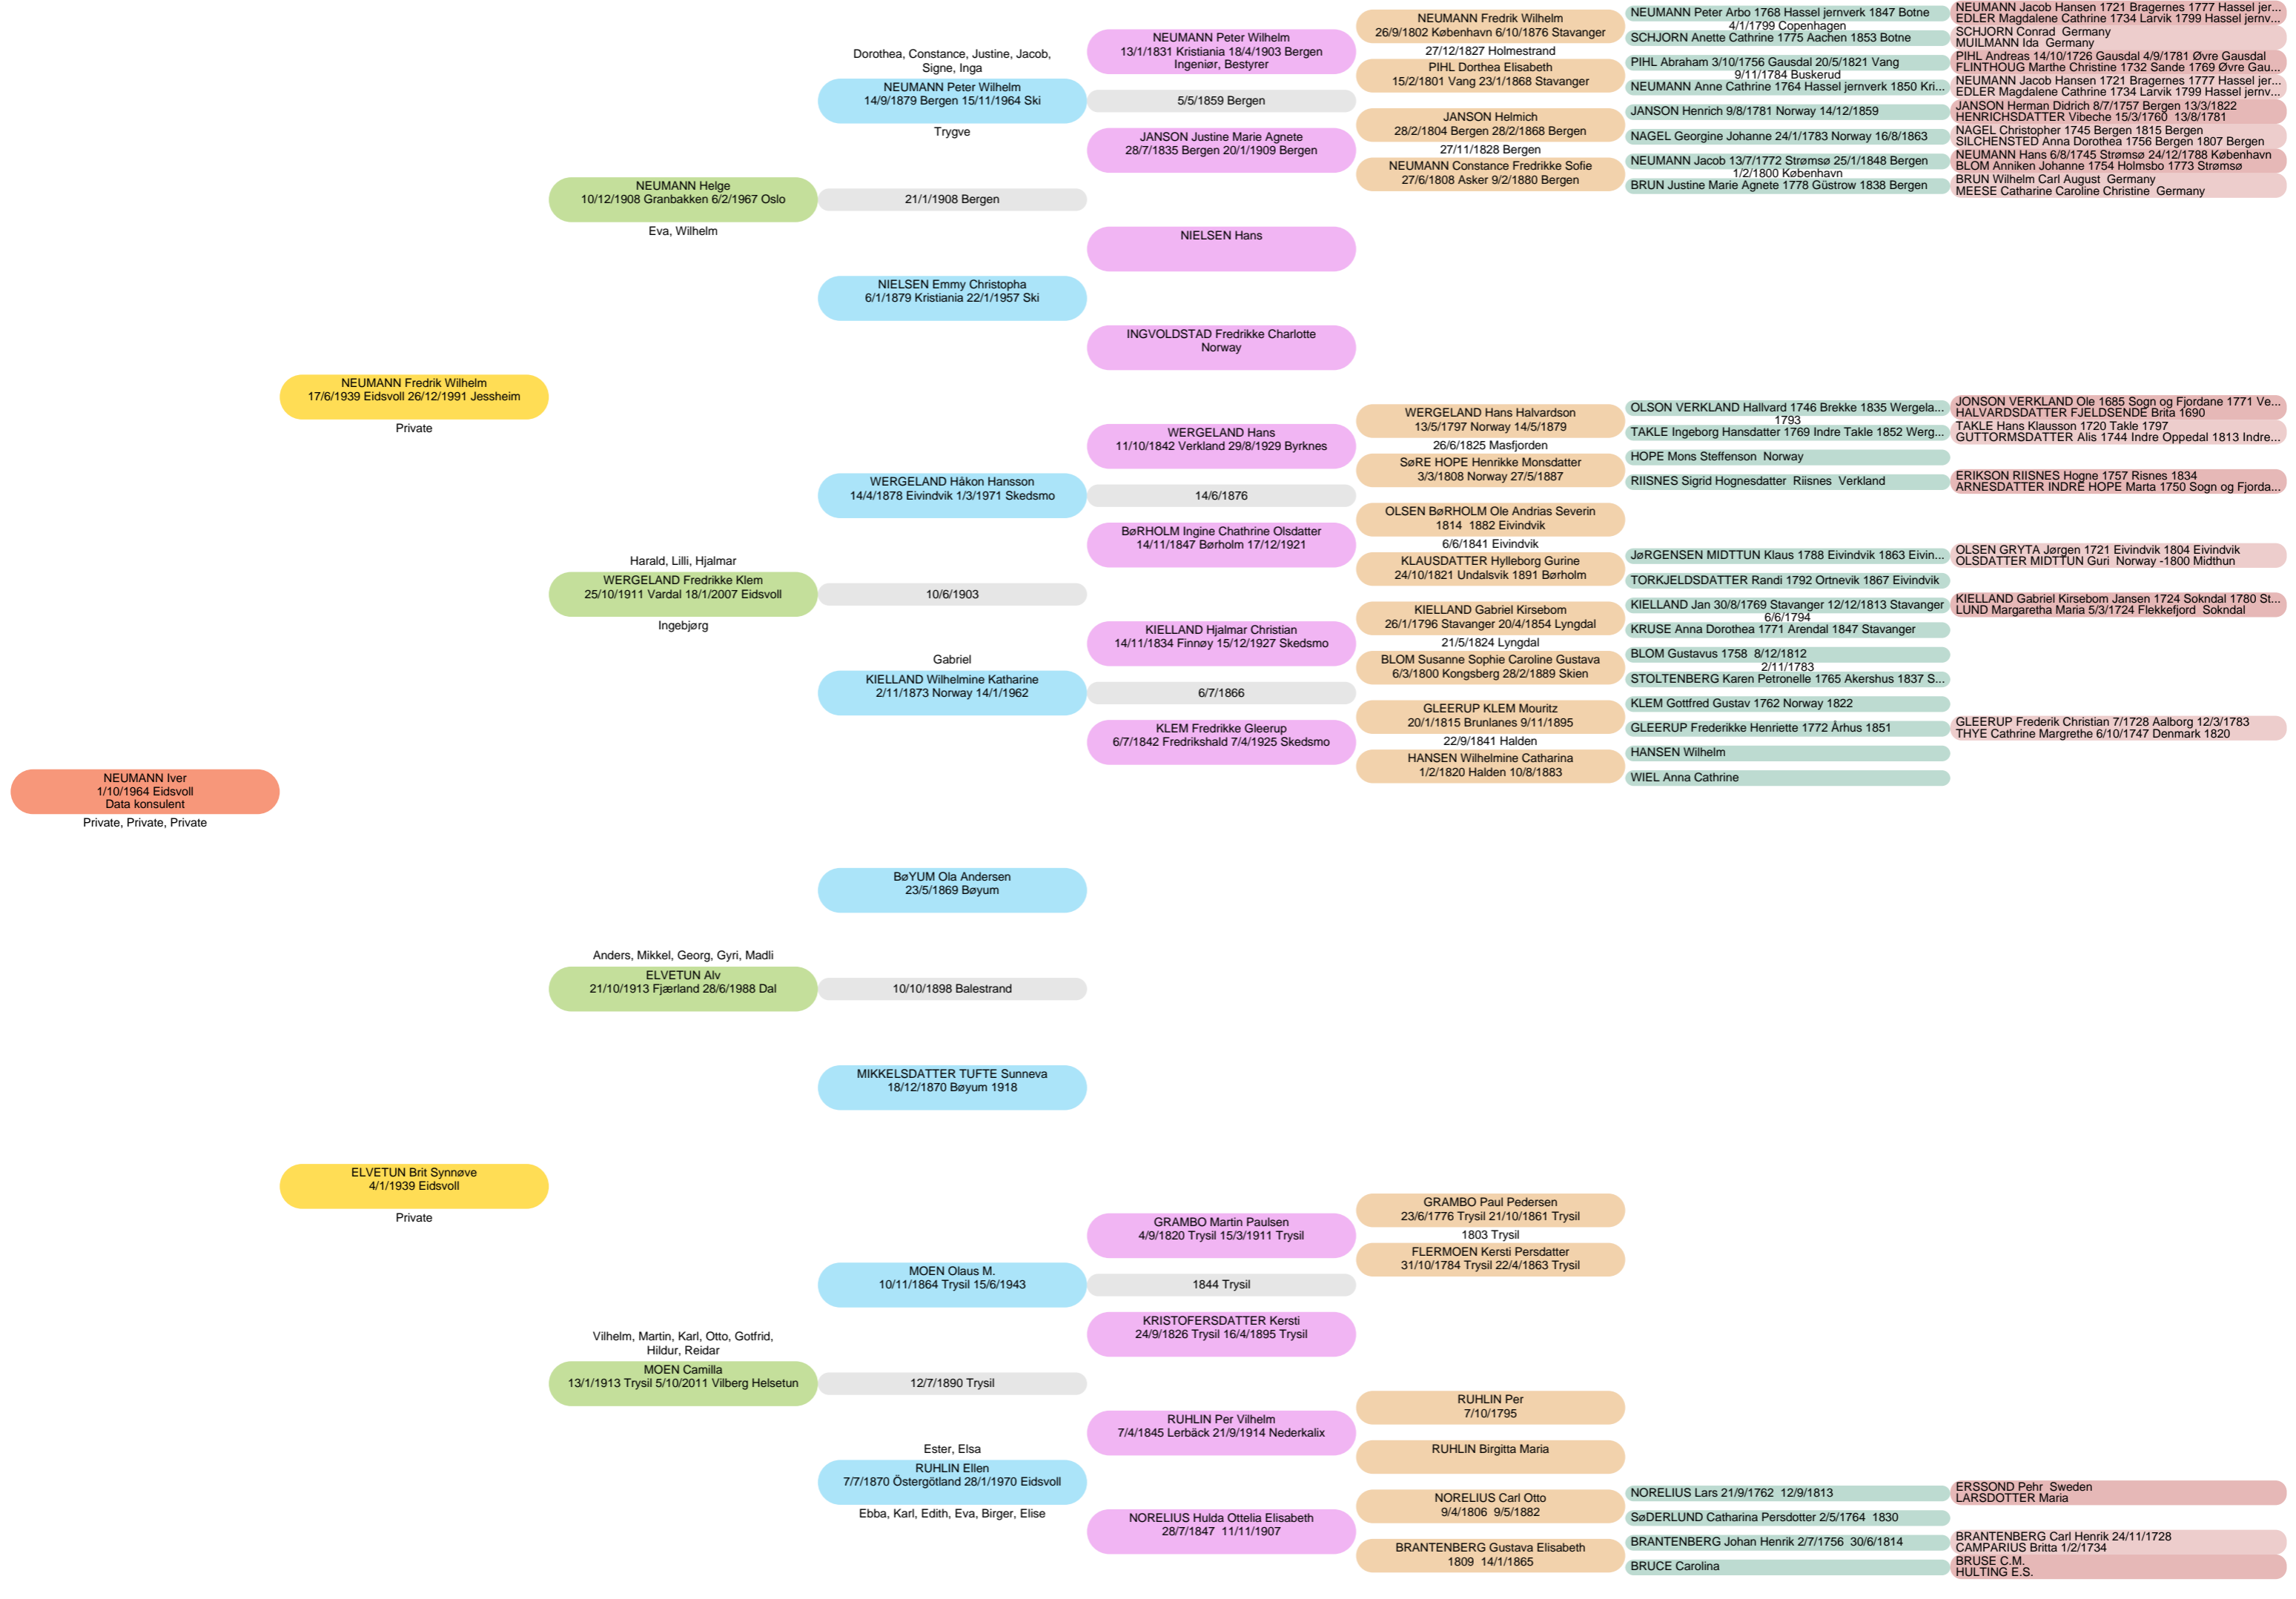 NEUMANN Iver
1/10/1964 Eidsvoll
Data konsulent
Private, Private, Private
NEUMANN Fredrik Wilhelm
17/6/1939 Eidsvoll 26/12/1991 Jessheim
Private
ELVETUN Brit Synnøve
4/1/1939 Eidsvoll
Private
NEUMANN Helge
10/12/1908 Granbakken 6/2/1967 Oslo
Eva, Wilhelm
Harald, Lilli, Hjalmar
WERGELAND Fredrikke Klem
25/10/1911 Vardal 18/1/2007 Eidsvoll
Ingebjørg
Anders, Mikkel, Georg, Gyri, Madli
ELVETUN Alv
21/10/1913 Fjærland 28/6/1988 Dal
Vilhelm, Martin, Karl, Otto, Gotfrid,
Hildur, Reidar
MOEN Camilla
13/1/1913 Trysil 5/10/2011 Vilberg Helsetun
Dorothea, Constance, Justine, Jacob,
Signe, Inga
NEUMANN Peter Wilhelm
14/9/1879 Bergen 15/11/1964 Ski
Trygve
21/1/1908 Bergen
NIELSEN Emmy Christopha
6/1/1879 Kristiania 22/1/1957 Ski
WERGELAND Håkon Hansson
14/4/1878 Eivindvik 1/3/1971 Skedsmo
10/6/1903
Gabriel
KIELLAND Wilhelmine Katharine
2/11/1873 Norway 14/1/1962
BøYUM Ola Andersen
23/5/1869 Bøyum
10/10/1898 Balestrand
MIKKELSDATTER TUFTE Sunneva
18/12/1870 Bøyum 1918
MOEN Olaus M.
10/11/1864 Trysil 15/6/1943
12/7/1890 Trysil
Ester, Elsa
RUHLIN Ellen
7/7/1870 Östergötland 28/1/1970 Eidsvoll
Ebba, Karl, Edith, Eva, Birger, Elise
NEUMANN Peter Wilhelm
13/1/1831 Kristiania 18/4/1903 Bergen
Ingeniør, Bestyrer
5/5/1859 Bergen
JANSON Justine Marie Agnete
28/7/1835 Bergen 20/1/1909 Bergen
NIELSEN Hans
INGVOLDSTAD Fredrikke Charlotte
Norway
WERGELAND Hans
11/10/1842 Verkland 29/8/1929 Byrknes
14/6/1876
BøRHOLM Ingine Chathrine Olsdatter
14/11/1847 Børholm 17/12/1921
KIELLAND Hjalmar Christian
14/11/1834 Finnøy 15/12/1927 Skedsmo
6/7/1866
KLEM Fredrikke Gleerup
6/7/1842 Fredrikshald 7/4/1925 Skedsmo
GRAMBO Martin Paulsen
4/9/1820 Trysil 15/3/1911 Trysil
1844 Trysil
KRISTOFERSDATTER Kersti
24/9/1826 Trysil 16/4/1895 Trysil
RUHLIN Per Vilhelm
7/4/1845 Lerbäck 21/9/1914 Nederkalix
NORELIUS Hulda Ottelia Elisabeth
28/7/1847 11/11/1907
NEUMANN Fredrik Wilhelm
26/9/1802 København 6/10/1876 Stavanger
27/12/1827 Holmestrand
PIHL Dorthea Elisabeth
15/2/1801 Vang 23/1/1868 Stavanger
JANSON Helmich
28/2/1804 Bergen 28/2/1868 Bergen
27/11/1828 Bergen
NEUMANN Constance Fredrikke Sofie
27/6/1808 Asker 9/2/1880 Bergen
WERGELAND Hans Halvardson
13/5/1797 Norway 14/5/1879
26/6/1825 Masfjorden
SøRE HOPE Henrikke Monsdatter
3/3/1808 Norway 27/5/1887
OLSEN BøRHOLM Ole Andrias Severin
1814 1882 Eivindvik
6/6/1841 Eivindvik
KLAUSDATTER Hylleborg Gurine
24/10/1821 Undalsvik 1891 Børholm
KIELLAND Gabriel Kirsebom
26/1/1796 Stavanger 20/4/1854 Lyngdal
21/5/1824 Lyngdal
BLOM Susanne Sophie Caroline Gustava
6/3/1800 Kongsberg 28/2/1889 Skien
GLEERUP KLEM Mouritz
20/1/1815 Brunlanes 9/11/1895
22/9/1841 Halden
HANSEN Wilhelmine Catharina
1/2/1820 Halden 10/8/1883
GRAMBO Paul Pedersen
23/6/1776 Trysil 21/10/1861 Trysil
1803 Trysil
FLERMOEN Kersti Persdatter
31/10/1784 Trysil 22/4/1863 Trysil
RUHLIN Per
7/10/1795
RUHLIN Birgitta Maria
NORELIUS Carl Otto
9/4/1806 9/5/1882
BRANTENBERG Gustava Elisabeth
1809 14/1/1865
NEUMANN Peter Arbo 1768 Hassel jernverk 1847 Botne
4/1/1799 Copenhagen
SCHJORN Anette Cathrine 1775 Aachen 1853 Botne
PIHL Abraham 3/10/1756 Gausdal 20/5/1821 Vang
9/11/1784 Buskerud
NEUMANN Anne Cathrine 1764 Hassel jernverk 1850 Kri...
JANSON Henrich 9/8/1781 Norway 14/12/1859
NAGEL Georgine Johanne 24/1/1783 Norway 16/8/1863
NEUMANN Jacob 13/7/1772 Strømsø 25/1/1848 Bergen
1/2/1800 København
BRUN Justine Marie Agnete 1778 Güstrow 1838 Bergen
OLSON VERKLAND Hallvard 1746 Brekke 1835 Wergela...
1793
TAKLE Ingeborg Hansdatter 1769 Indre Takle 1852 Werg...
HOPE Mons Steffenson Norway
RIISNES Sigrid Hognesdatter Riisnes Verkland
JøRGENSEN MIDTTUN Klaus 1788 Eivindvik 1863 Eivin...
TORKJELDSDATTER Randi 1792 Ortnevik 1867 Eivindvik
KIELLAND Jan 30/8/1769 Stavanger 12/12/1813 Stavanger
6/6/1794
KRUSE Anna Dorothea 1771 Arendal 1847 Stavanger
BLOM Gustavus 1758 8/12/1812
2/11/1783
STOLTENBERG Karen Petronelle 1765 Akershus 1837 S...
KLEM Gottfred Gustav 1762 Norway 1822
GLEERUP Frederikke Henriette 1772 Århus 1851
HANSEN Wilhelm
WIEL Anna Cathrine
NORELIUS Lars 21/9/1762 12/9/1813
SøDERLUND Catharina Persdotter 2/5/1764 1830
BRANTENBERG Johan Henrik 2/7/1756 30/6/1814
BRUCE Carolina
NEUMANN Jacob Hansen 1721 Bragernes 1777 Hassel jer...
EDLER Magdalene Cathrine 1734 Larvik 1799 Hassel jernv...
SCHJORN Conrad Germany
MUILMANN Ida Germany
PIHL Andreas 14/10/1726 Gausdal 4/9/1781 Øvre Gausdal
FLINTHOUG Marthe Christine 1732 Sande 1769 Øvre Gau...
NEUMANN Jacob Hansen 1721 Bragernes 1777 Hassel jer...
EDLER Magdalene Cathrine 1734 Larvik 1799 Hassel jernv...
JANSON Herman Didrich 8/7/1757 Bergen 13/3/1822
HENRICHSDATTER Vibeche 15/3/1760 13/8/1781
NAGEL Christopher 1745 Bergen 1815 Bergen
SILCHENSTED Anna Dorothea 1756 Bergen 1807 Bergen
NEUMANN Hans 6/8/1745 Strømsø 24/12/1788 København
BLOM Anniken Johanne 1754 Holmsbo 1773 Strømsø
BRUN Wilhelm Carl August Germany
MEESE Catharine Caroline Christine Germany
JONSON VERKLAND Ole 1685 Sogn og Fjordane 1771 Ve...
HALVARDSDATTER FJELDSENDE Brita 1690
TAKLE Hans Klausson 1720 Takle 1797
GUTTORMSDATTER Alis 1744 Indre Oppedal 1813 Indre...
ERIKSON RIISNES Hogne 1757 Risnes 1834
ARNESDATTER INDRE HOPE Marta 1750 Sogn og Fjorda...
OLSEN GRYTA Jørgen 1721 Eivindvik 1804 Eivindvik
OLSDATTER MIDTTUN Guri Norway -1800 Midthun
KIELLAND Gabriel Kirsebom Jansen 1724 Sokndal 1780 St...
LUND Margaretha Maria 5/3/1724 Flekkefjord Sokndal
GLEERUP Frederik Christian 7/1728 Aalborg 12/3/1783
THYE Cathrine Margrethe 6/10/1747 Denmark 1820
ERSSOND Pehr Sweden
LARSDOTTER Maria
BRANTENBERG Carl Henrik 24/11/1728
CAMPARIUS Britta 1/2/1734
BRUSE C.M.
HULTING E.S.